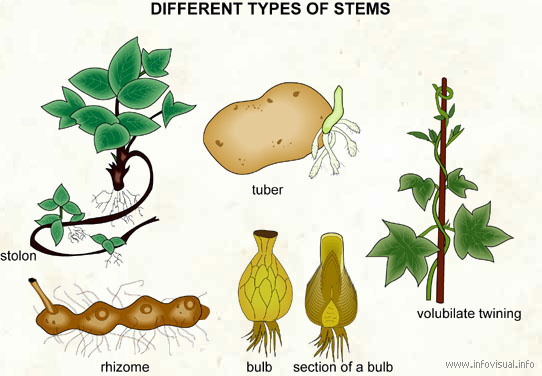 DIFFERENT TYPES OF STEMS
tuber
stolon
volubilate twining
rhizome
bulb
section of a bulb
www.infovisual.info